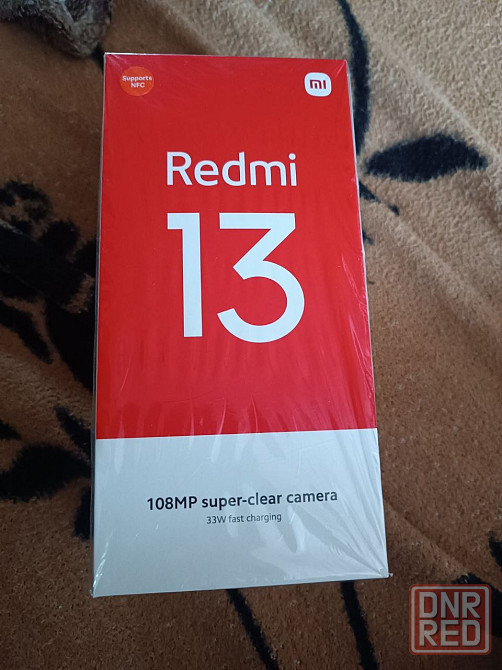 Supports
NFC
mi
Redmi
13
108MP super-clear camera
33W fast charging
DNR
RED